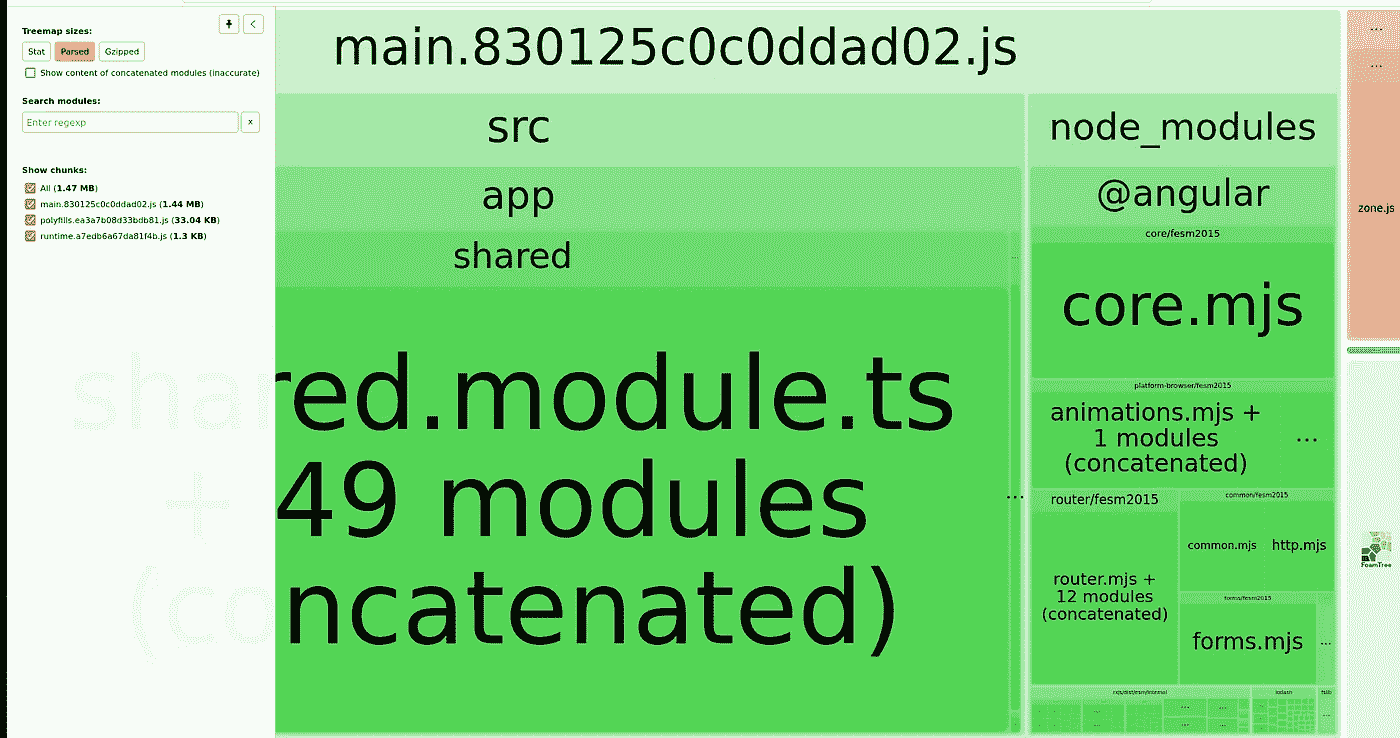 Treemap sizes:
Stat
Parsed
Gzipped
Show content of concatenated modules (inaccurate)
Search modules:
Enter regexp
x
Show chunks:
All (1.47 MB)
main.830125c0c0ddad02.js (1.44 MB)
polyfills.ea3a7b08d33bdb81.js (33.04 KB)
runtime.a7edb6a67da81f4b.js (1.3 KB)
main.830125c0c0ddad02.js
src
app
shared
shared.module.ts
+ 49 modules
(concatenated)
...
...
node_modules
@angular
core/fesm2015
core.mjs
platform-browser/fesm2015
animations.mjs +
1 modules
(concatenated)
...
router/fesm2015
router.mjs +
12 modules
(concatenated)
common/fesm2015
common.mjs
http.mjs
forms/fesm2015
forms.mjs
...
rxjs/dist/esm/internal
lodash
tslib
...
...
...
zone.js
FoamTree